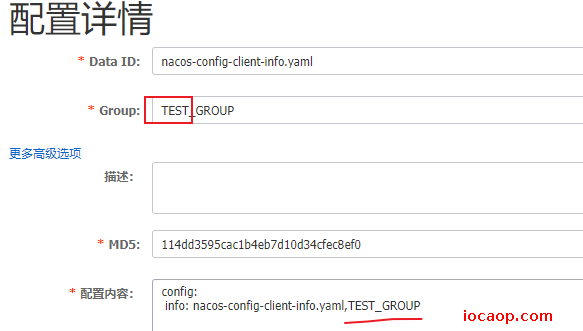 配置详情
* Data ID: nacos-config-client-info.yaml
* Group: TEST_GROUP
更多高级选项
描述:
* MD5: 114dd3595cac1b4eb7d10d34cfec8ef0
* 配置内容: config:
info: nacos-config-client-info.yaml,TEST_GROUP
iocaop.com